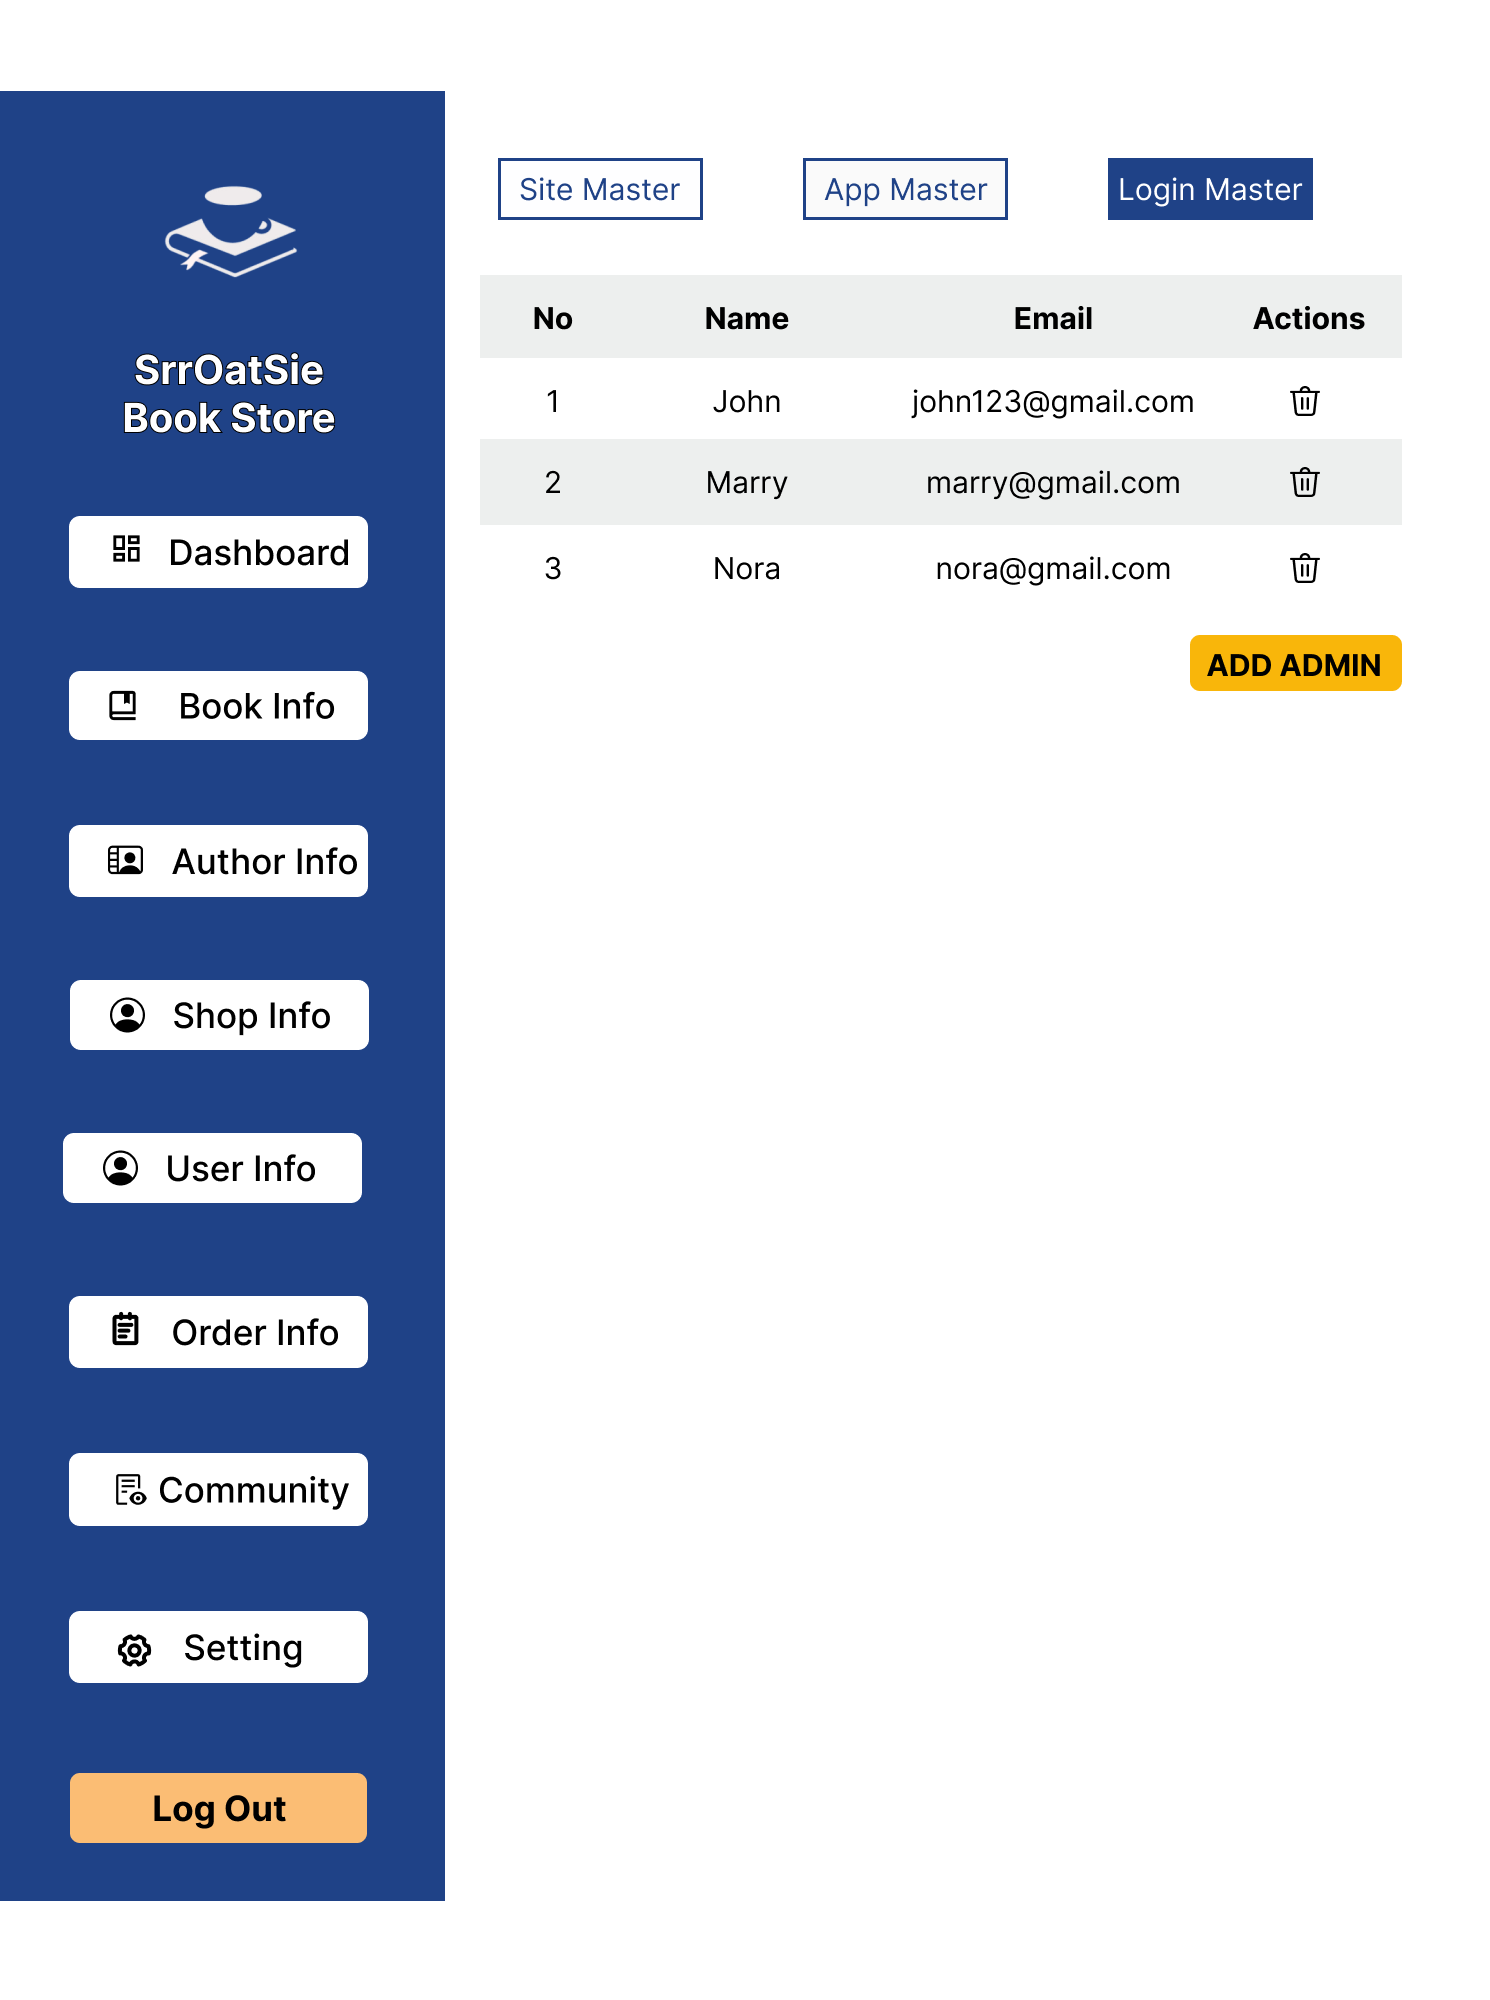 SrrOatSie
Book Store
Dashboard
Book Info
Author Info
Shop Info
User Info
Order Info
Community
Setting
Log Out
Site Master
App Master
Login Master
No Name Email Actions
1 John john123@gmail.com
2 Marry marry@gmail.com
3 Nora nora@gmail.com
ADD ADMIN